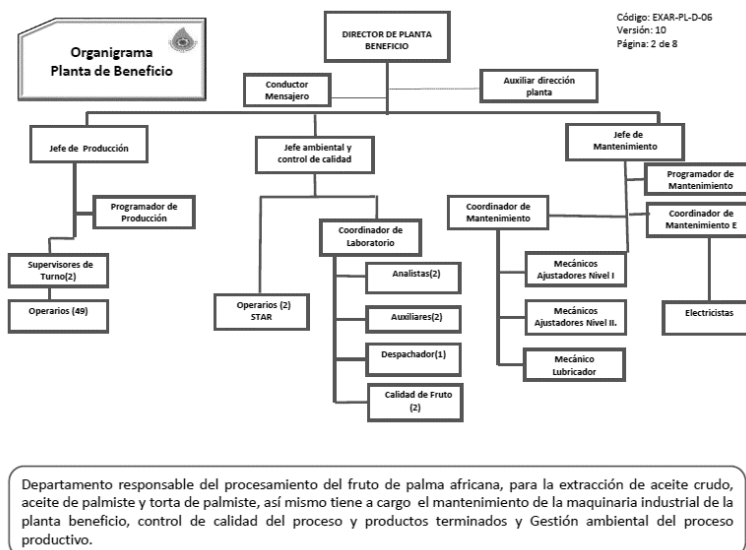 Código: EXAR-PL-D-06
Versión: 10
Página: 2 de 8
Organigrama
Planta de Beneficio
DIRECTOR DE PLANTA
BENEFICIO
Conductor
Mensajero
Auxiliar dirección
planta
Jefe de Producción
Jefe ambiental y
control de calidad
Jefe de
Mantenimiento
Programador de
Producción
Supervisores de
Turno(2)
Operarios (49)
Operarios (2)
STAR
Coordinador de
Laboratorio
Analistas(2)
Auxiliares(2)
Despachador(1)
Calidad de Fruto
(2)
Programador de
Mantenimiento
Coordinador de
Mantenimiento
Coordinador de
Mantenimiento E
Mecánicos
Ajustadores Nivel I
Mecánicos
Ajustadores Nivel II.
Mecánico
Lubricador
Electricistas
Departamento responsable del procesamiento del fruto de palma africana, para la extracción de aceite crudo,
aceite de palmiste y torta de palmiste, así mismo tiene a cargo el mantenimiento de la maquinaria industrial de la
planta beneficio, control de calidad del proceso y productos terminados y Gestión ambiental del proceso
productivo.